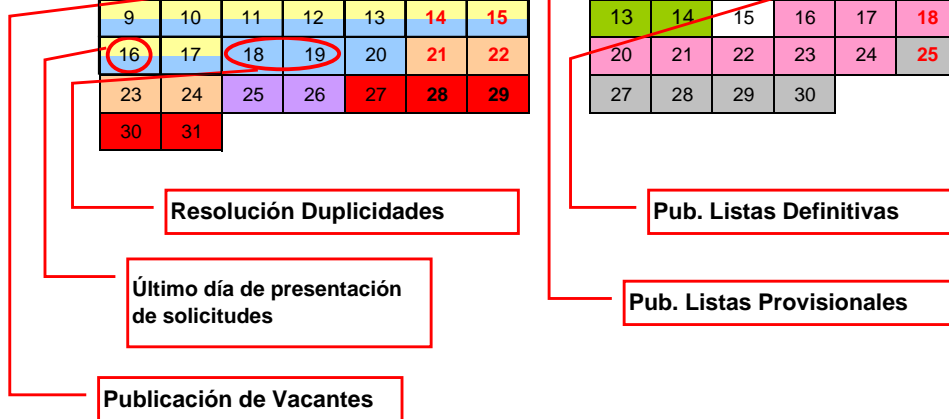 9 10 11 12 13 14 15
16 17 18 19 20 21 22
23 24 25 26 27 28 29
30 31
13 14 15 16 17 18
20 21 22 23 24 25
27 28 29 30
Resolución Duplicidades
Pub. Listas Definitivas
Último día de presentación
de solicitudes
Pub. Listas Provisionales
Publicación de Vacantes